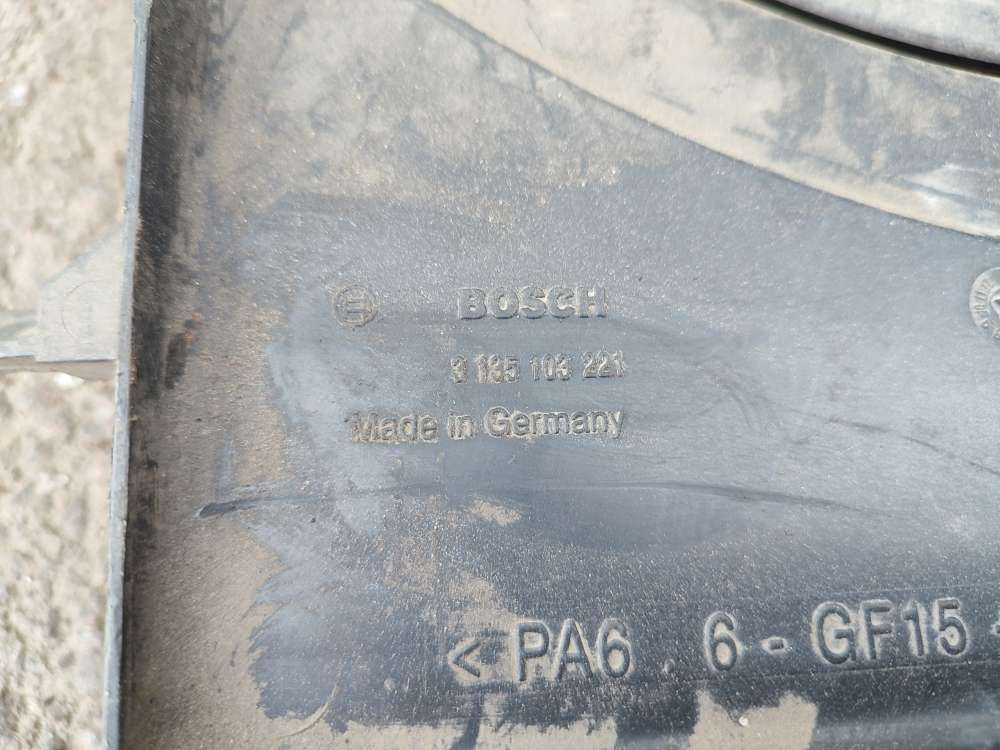 BOSCH
3 135 103 221
Made in Germany
< PA6 . 6 - GF15